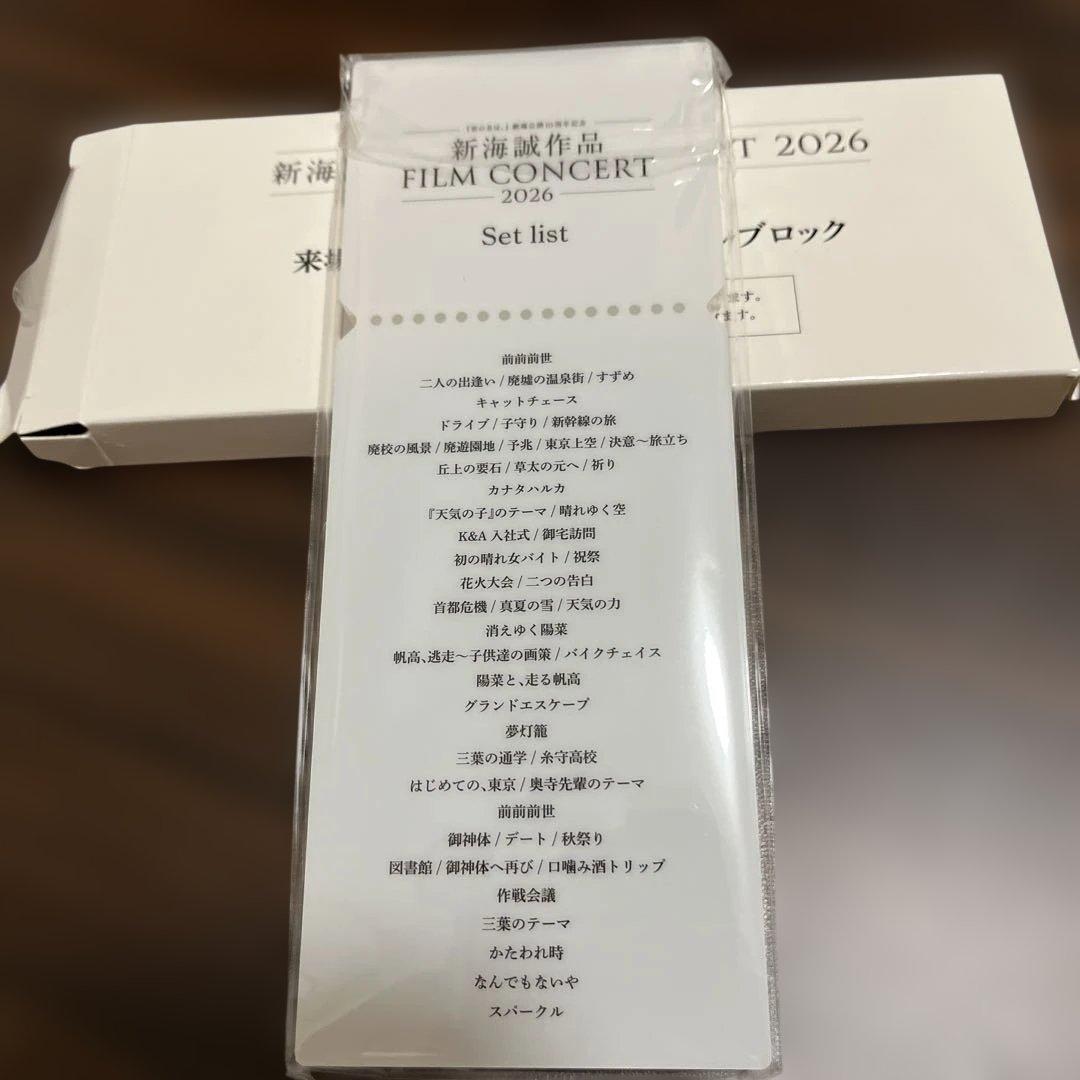 『君の名は。』劇場公開10周年記念
新海誠作品
FILM CONCERT
2026
Set list
前前前世
二人の出逢い / 廃墟の温泉街 / すずめ
キャットチェース
ドライブ / 子守り / 新幹線の旅
廃校の風景 / 廃遊園地 / 予兆 / 東京上空 / 決意〜旅立ち
丘上の要石 / 草太の元へ / 祈り
カナタハルカ
『天気の子』のテーマ / 晴れゆく空
K&A 入社式 / 御宅訪問
初の晴れ女バイト / 祝祭
花火大会 / 二つの告白
首都危機 / 真夏の雪 / 天気の力
消えゆく陽菜
帆高、逃走〜子供達の画策 / バイクチェイス
陽菜と、走る帆高
グランドエスケープ
夢灯籠
三葉の通学 / 糸守高校
はじめての、東京 / 奥寺先輩のテーマ
前前前世
御神体 / デート / 秋祭り
図書館 / 御神体へ再び / 口噛み酒トリップ
作戦会議
三葉のテーマ
かたわれ時
なんでもないや
スパークル
新海
T 2026
来場
ルブロック
ます。
ます。